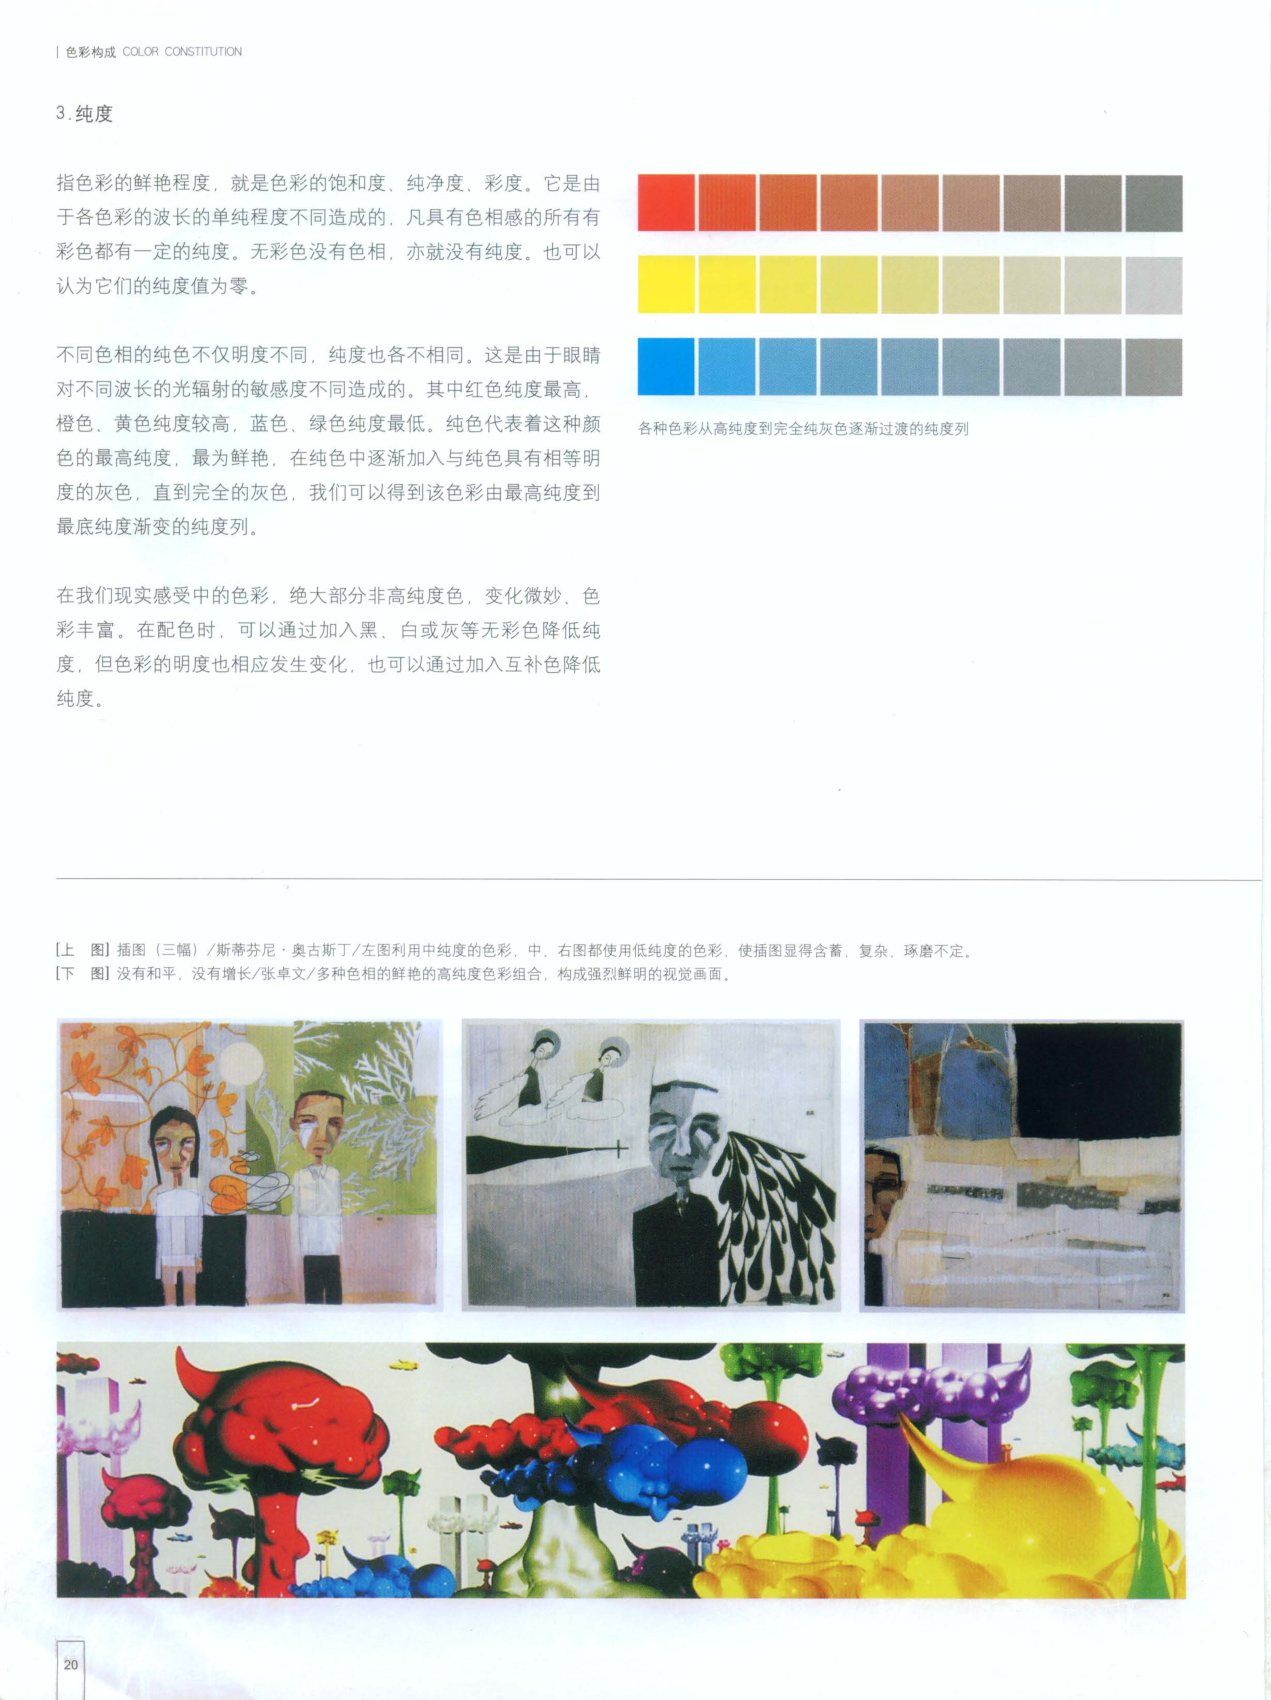 色彩构成 COLOR CONSTITUTION
3.纯度
指色彩的鲜艳程度，就是色彩的饱和度、纯净度、彩度。它是由
于各色彩的波长的单纯程度不同造成的，凡具有色相感的所有有
彩色都有一定的纯度。无彩色没有色相，亦就没有纯度。也可以
认为它们的纯度值为零。
不同色相的纯色不仅明度不同，纯度也各不相同。这是由于眼睛
对不同波长的光辐射的敏感度不同造成的。其中红色纯度最高，
橙色、黄色纯度较高，蓝色、绿色纯度最低。纯色代表着这种颜
色的最高纯度，最为鲜艳，在纯色中逐渐加入与纯色具有相等明
度的灰色，直到完全的灰色，我们可以得到该色彩由最高纯度到
最底纯度渐变的纯度列。
在我们现实感受中的色彩，绝大部分非高纯度色，变化微妙、色
彩丰富。在配色时，可以通过加入黑、白或灰等无彩色降低纯
度，但色彩的明度也相应发生变化，也可以通过加入互补色降低
纯度。
各种色彩从高纯度到完全纯灰色逐渐过渡的纯度列
[上 图] 插图（三幅）/斯蒂芬尼·奥古斯丁/左图利用中纯度的色彩，中、右图都使用低纯度的色彩，使插图显得含蓄、复杂、琢磨不定。
[下 图] 没有和平，没有增长/张卓文/多种色相的鲜艳的高纯度色彩组合，构成强烈鲜明的视觉画面。
20